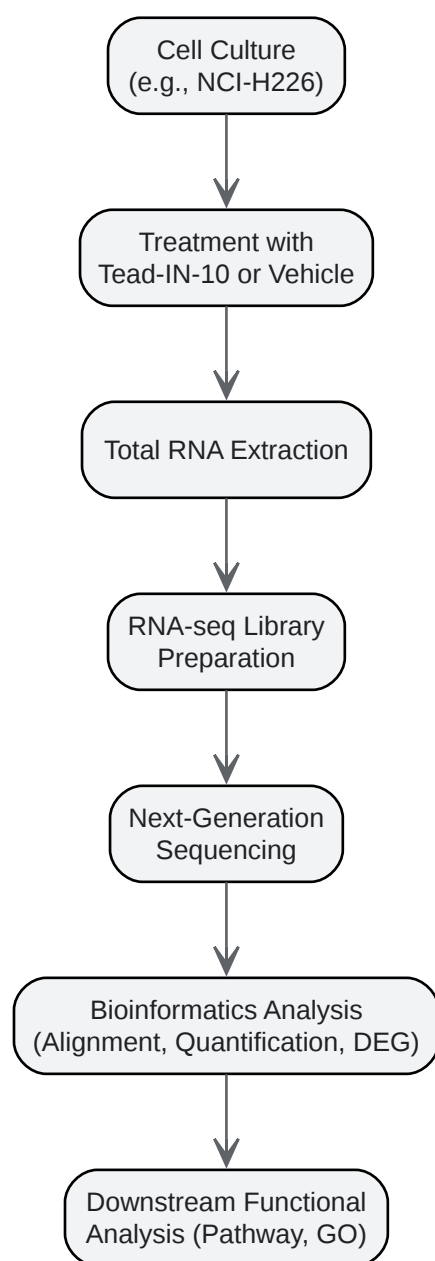 Cell Culture
(e.g., NCI-H226)
Treatment with
Tead-IN-10 or Vehicle
Total RNA Extraction
RNA-seq Library
Preparation
Next-Generation
Sequencing
Bioinformatics Analysis
(Alignment, Quantification, DEG)
Downstream Functional
Analysis (Pathway, GO)